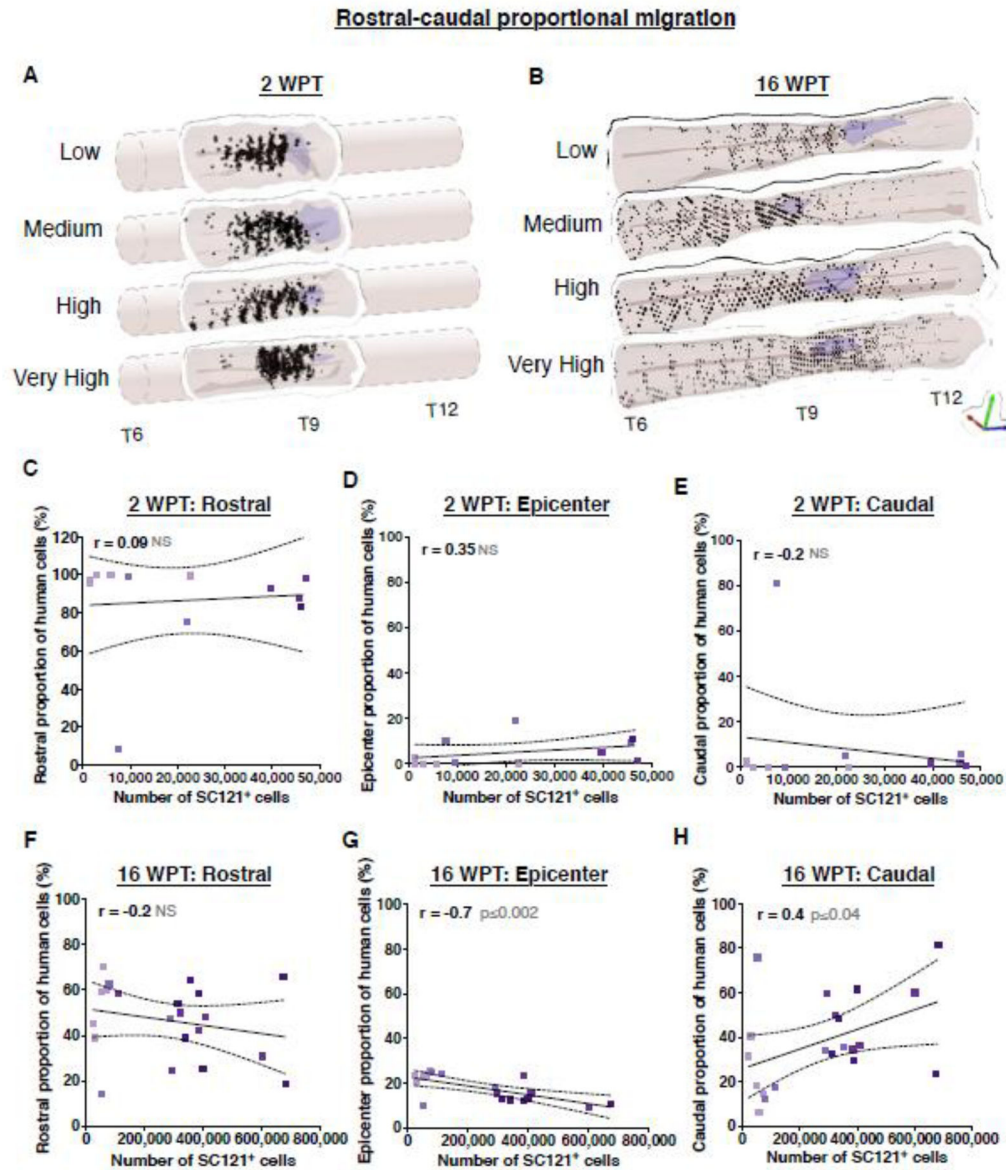 Rostral-caudal proportional migration
A
2 WPT
Low
Medium
High
Very High
T6
T9
T12
B
16 WPT
Low
Medium
High
Very High
T6
T9
T12
C
2 WPT: Rostral
r = 0.09 NS
Rostral proportion of human cells (%)
120
100
80
60
40
20
0
0 10,000 20,000 30,000 40,000 50,000
Number of SC121⁺ cells
D
2 WPT: Epicenter
r = 0.35 NS
Epicenter proportion of human cells (%)
100
80
60
40
20
0
0 10,000 20,000 30,000 40,000 50,000
Number of SC121⁺ cells
E
2 WPT: Caudal
r = -0.2 NS
Caudal proportion of human cells (%)
100
80
60
40
20
0
0 10,000 20,000 30,000 40,000 50,000
Number of SC121⁺ cells
F
16 WPT: Rostral
r = -0.2 NS
Rostral proportion of human cells (%)
100
80
60
40
20
0
0 200,000 400,000 600,000 800,000
Number of SC121⁺ cells
G
16 WPT: Epicenter
r = -0.7 p≤0.002
Epicenter proportion of human cells (%)
100
80
60
40
20
0
0 200,000 400,000 600,000 800,000
Number of SC121⁺ cells
H
16 WPT: Caudal
r = 0.4 p≤0.04
Caudal proportion of human cells (%)
100
80
60
40
20
0
0 200,000 400,000 600,000 800,000
Number of SC121⁺ cells